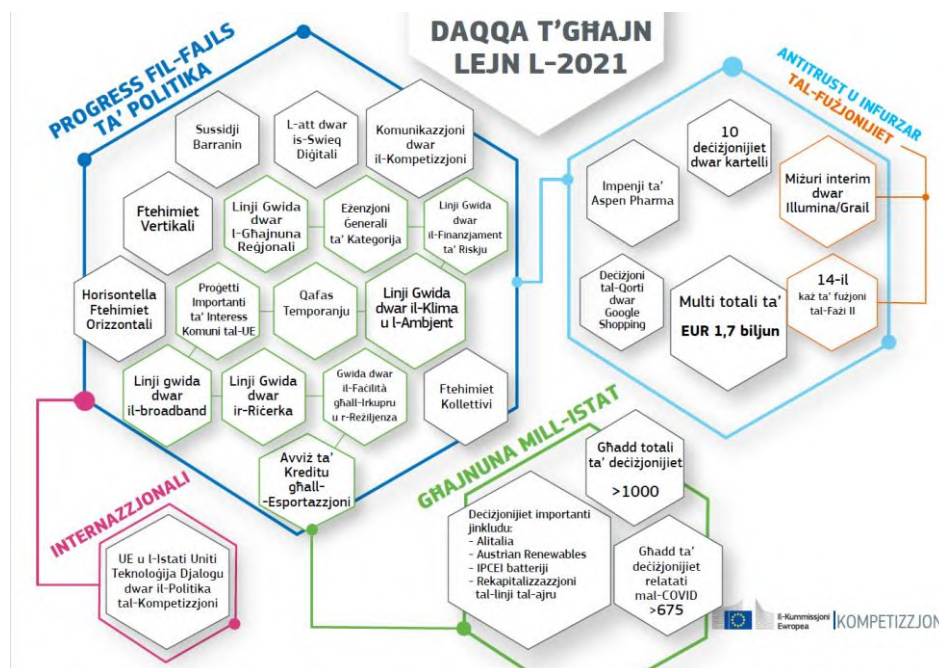 DAQQA T'GĦAJN
LEJN L-2021
PROGRESS FIL-FAJLS
TA' POLITIKA
Sussidji
Barranin
L-att dwar
is-Swieq
Diġitali
Komunikazzjoni
dwar
il-Kompetizzjoni
Ftehimiet
Vertikali
Linji Gwida
dwar
l-Għajnuna
Reġjonali
Eżenzjoni
Ġenerali
ta' Kategorija
Linji Gwida
dwar
il-Finanzjament
ta' Riskju
Horisontella
Ftehimiet
Orizzontali
Proġetti
Importanti
ta' Interess
Komuni tal-UE
Qafas
Temporanju
Linji Gwida
dwar il-Klima
u l-Ambjent
Linji gwida
dwar
il-broadband
Linji Gwida
dwar
ir-Riċerka
Gwida dwar
il-Faċilità
għall-Irkupru
u r-Reżiljenza
Ftehimiet
Kollettivi
Avviż ta'
Kreditu
għall-
-Esportazzjoni
ANTITRUST U INFURZAR
TAL-FUŻJONIJIET
10
deċiżjonijiet
dwar kartelli
Impenji ta'
Aspen Pharma
Miżuri interim
dwar
Illumina/Grail
Deċiżjoni
tal-Qorti
dwar
Google
Shopping
Multi totali ta'
EUR 1,7 biljun
14-il
każ ta' fużjoni
tal-Fażi II
INTERNAZZJONALI
UE u l-Istati Uniti
Teknoloġija Djalogu
dwar il-Politika
tal-Kompetizzjoni
GĦAJNUNA MILL-ISTAT
Għadd totali
ta' deċiżjonijiet
>1000
Deċiżjonijiet importanti
jinkludu:
- Alitalia
- Austrian Renewables
- IPCEI batteriji
- Rekapitalizzazzjoni
tal-linji tal-ajru
Għadd ta'
deċiżjonijiet
relatati
mal-COVID
>675
Il-Kummissjoni
Ewropea
KOMPETIZZJON